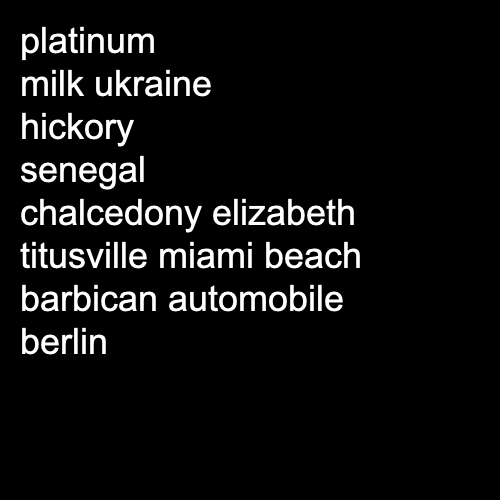 platinum
milk ukraine
hickory
senegal
chalcedony elizabeth
titusville miami beach
barbican automobile
berlin